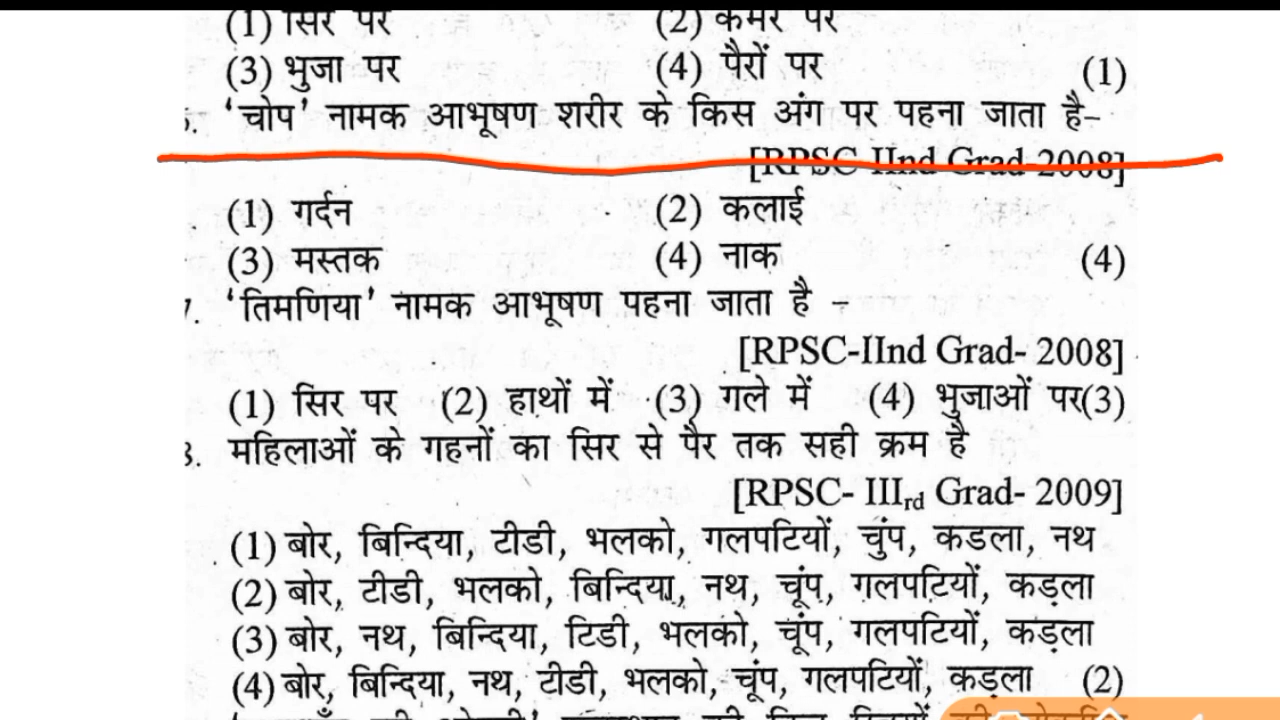 (1) सिर पर (2) कमर पर
(3) भुजा पर (4) पैरों पर (1)
'चोप' नामक आभूषण शरीर के किस अंग पर पहना जाता है–
[RPSC-IInd Grad-2008]
(1) गर्दन (2) कलाई
(3) मस्तक (4) नाक (4)
'तिमणिया' नामक आभूषण पहना जाता है –
[RPSC-IInd Grad- 2008]
(1) सिर पर (2) हाथों में (3) गले में (4) भुजाओं पर(3)
महिलाओं के गहनों का सिर से पैर तक सही क्रम है
[RPSC- IIIrd Grad- 2009]
(1) बोर, बिन्दिया, टीडी, भलको, गलपटियों, चुंप, कडला, नथ
(2) बोर, टीडी, भलको, बिन्दिया, नथ, चूंप, गलपटियों, कड़ला
(3) बोर, नथ, बिन्दिया, टिडी, भलको, चूंप, गलपटियों, कड़ला
(4) बोर, बिन्दिया, नथ, टीडी, भलको, चूंप, गलपटियों, कड़ला (2)